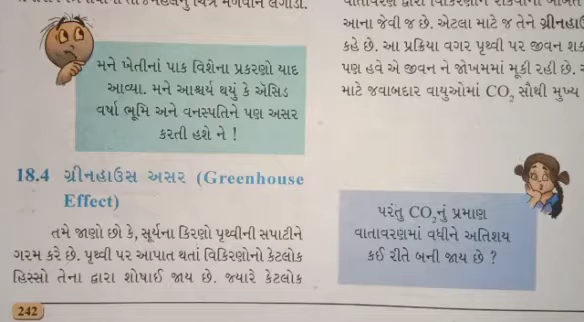 મને ખેતીનાં પાક વિશેના પ્રકરણો યાદ
આવ્યા. મને આશ્ચર્ય થયું કે ઍસિડ
વર્ષા ભૂમિ અને વનસ્પતિને પણ અસર
કરતી હશે ને !
18.4 ગ્રીનહાઉસ અસર (Greenhouse
Effect)
તમે જાણો છો કે, સૂર્યના કિરણો પૃથ્વીની સપાટીને
ગરમ કરે છે. પૃથ્વી પર આપાત થતાં વિકિરણોનો કેટલોક
હિસ્સો તેના દ્વારા શોષાઈ જાય છે. જ્યારે કેટલોક
242
આના જેવી જ છે. એટલા માટે જ તેને ગ્રીનહાઉ
કહે છે. આ પ્રક્રિયા વગર પૃથ્વી પર જીવન શક
પણ હવે એ જીવન ને જોખમમાં મૂકી રહી છે.
માટે જવાબદાર વાયુઓમાં CO₂ સૌથી મુખ્ય
પરંતુ CO₂નું પ્રમાણ
વાતાવરણમાં વધીને અતિશય
કઈ રીતે બની જાય છે ?